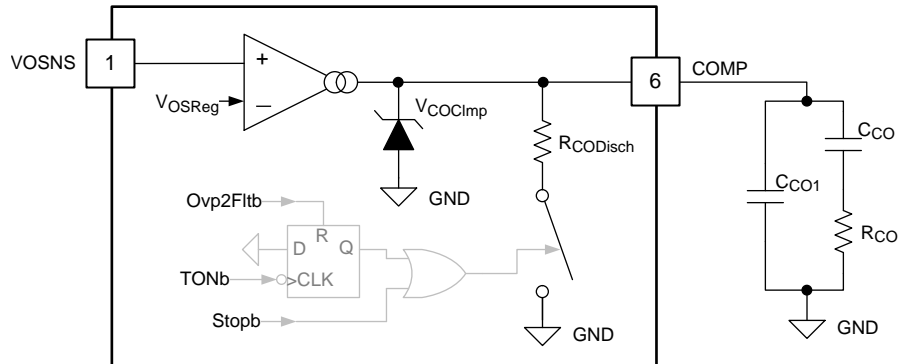 VOSNS
1
+
−
VOSReg
VCOClmp
GND
RCODisch
6
COMP
CCO
CCO1
RCO
GND
Ovp2Fltb
R
D
Q
TONb
>CLK
Stopb
GND